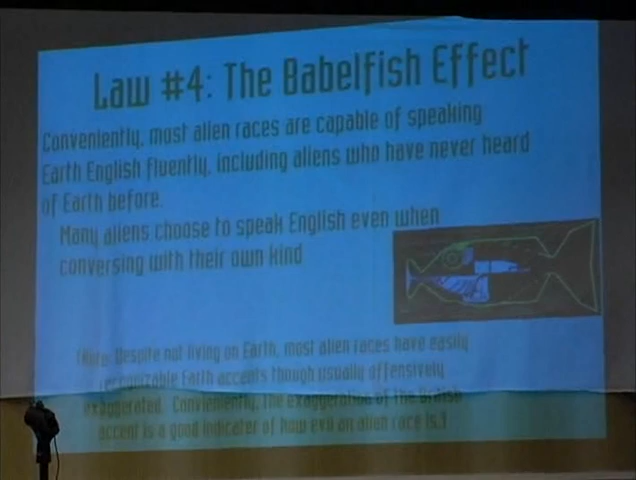 Law #4: The Babelfish Effect
Conveniently, most alien races are capable of speaking
Earth English fluently, including aliens who have never heard
of Earth before.
Many aliens choose to speak English even when
conversing with their own kind
(Note: Despite not living on Earth, most alien races have easily
recognizable Earth accents though usually offensively
exaggerated. Conveniently, the exaggeration of the British
accent is a good indicator of how evil an alien race is.)